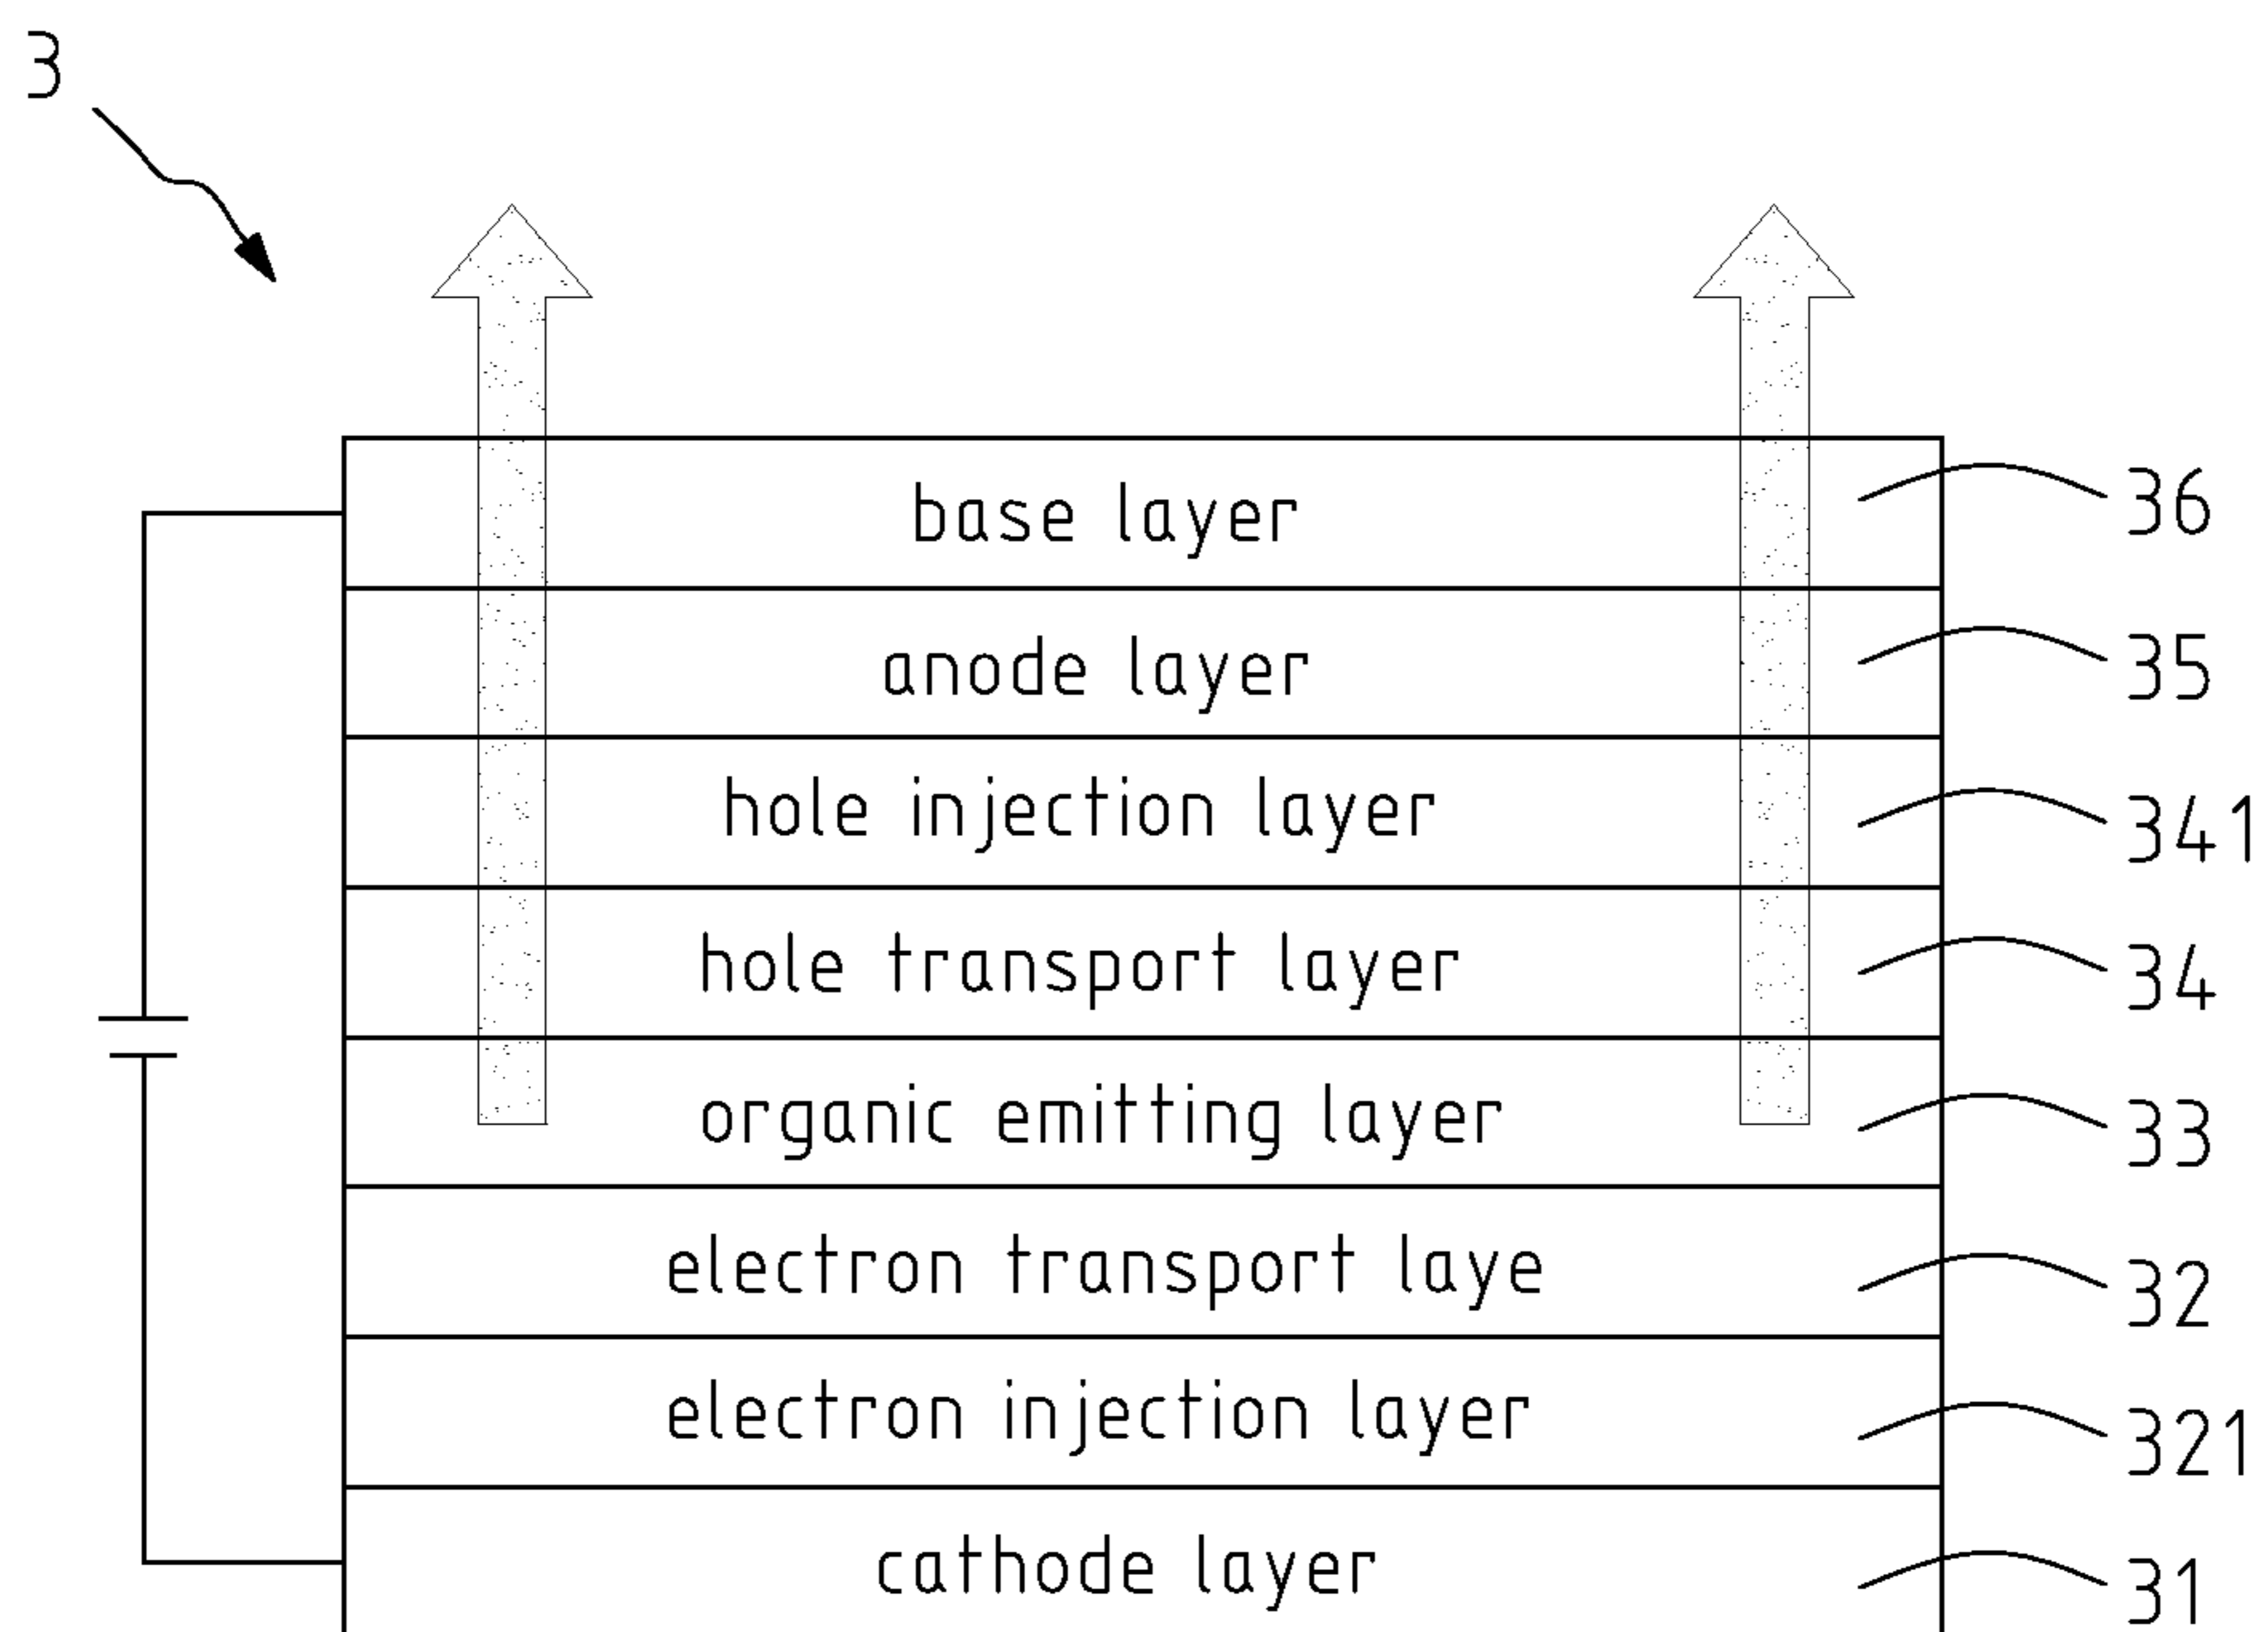 3
base layer 36
anode layer 35
hole injection layer 341
hole transport layer 34
organic emitting layer 33
electron transport laye 32
electron injection layer 321
cathode layer 31